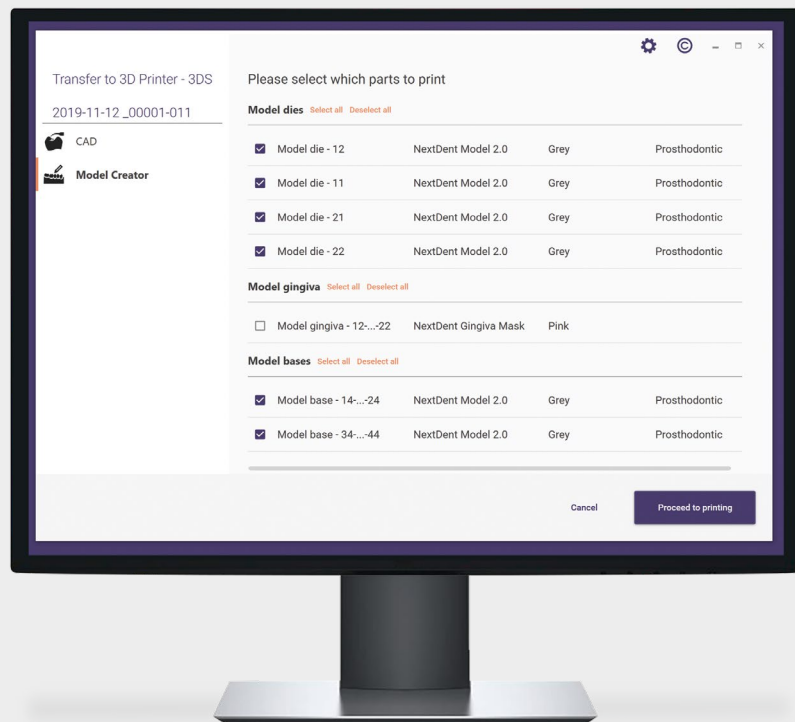 Transfer to 3D Printer - 3DS
2019-11-12 _00001-011
CAD
Model Creator
©
Please select which parts to print
Model dies Select all Deselect all
Model die - 12 NextDent Model 2.0 Grey Prosthodontic
Model die - 11 NextDent Model 2.0 Grey Prosthodontic
Model die - 21 NextDent Model 2.0 Grey Prosthodontic
Model die - 22 NextDent Model 2.0 Grey Prosthodontic
Model gingiva Select all Deselect all
Model gingiva - 12-...-22 NextDent Gingiva Mask Pink
Model bases Select all Deselect all
Model base - 14-...-24 NextDent Model 2.0 Grey Prosthodontic
Model base - 34-...-44 NextDent Model 2.0 Grey Prosthodontic
Cancel Proceed to printing